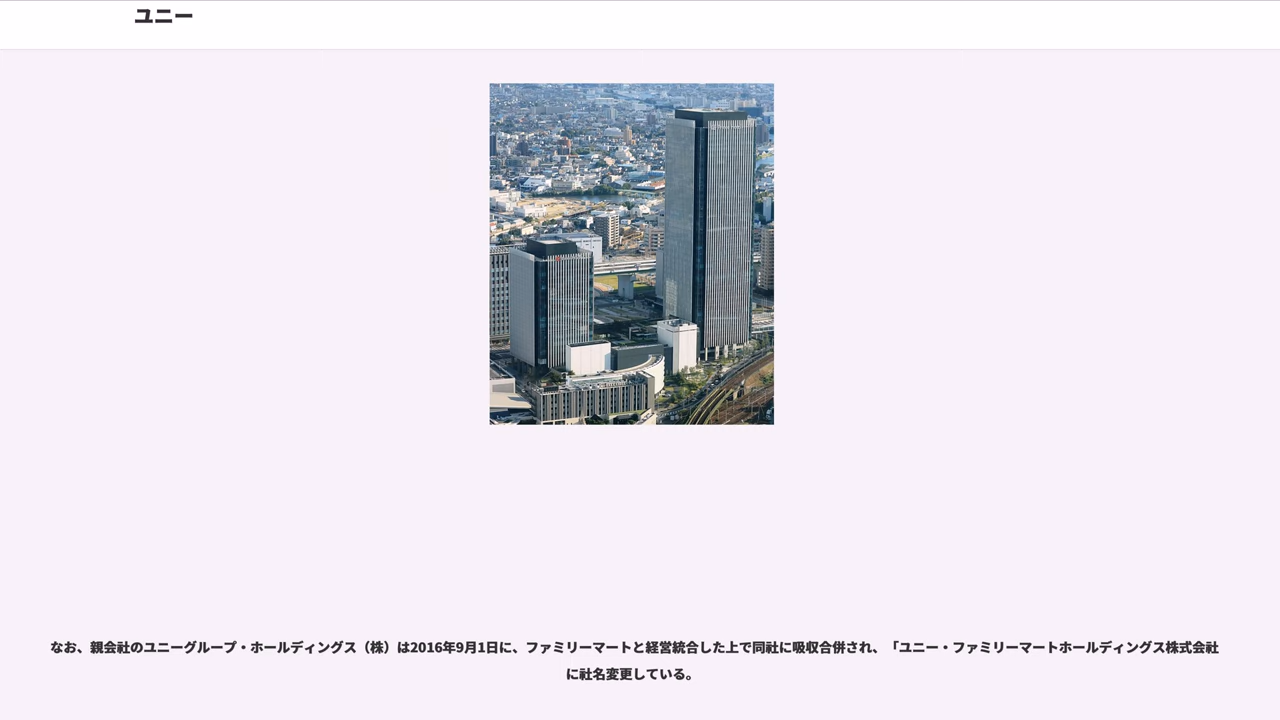 ユニー
なお、親会社のユニーグループ・ホールディングス（株）は2016年9月1日に、ファミリーマートと経営統合した上で同社に吸収合併され、「ユニー・ファミリーマートホールディングス株式会社
に社名変更している。